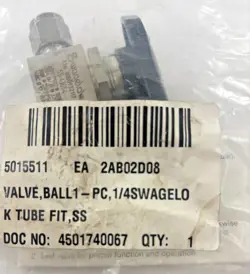 5015511 EA 2AB02D08
VALVE,BALL1-PC,1/4SWAGELO
K TUBE FIT,SS
DOC NO: 4501740067 QTY: 1